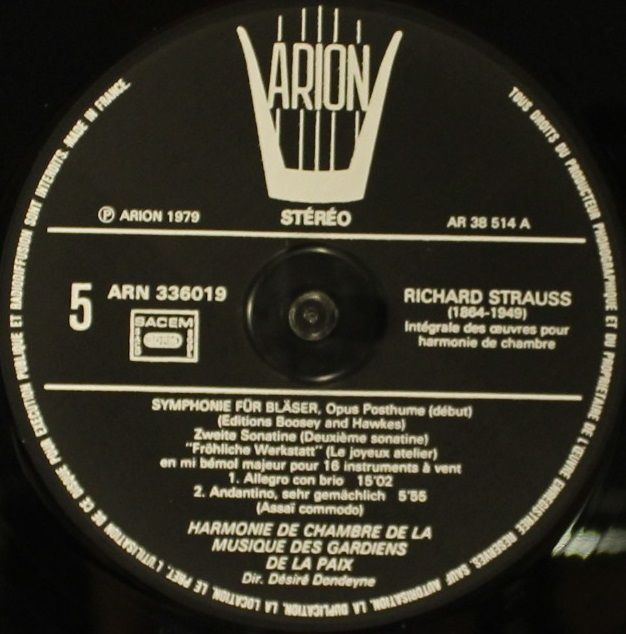 ARION
Ⓟ ARION 1979
STÉRÉO
AR 38 514 A
5
ARN 336019
SACEM
RICHARD STRAUSS
(1864-1949)
Intégrale des œuvres pour
harmonie de chambre
SYMPHONIE FÜR BLÄSER, Opus Posthume (début)
(Editions Boosey and Hawkes)
Zweite Sonatine (Deuxième sonatine)
"Fröhliche Werkstatt" (Le joyeux atelier)
en mi bémol majeur pour 16 instruments à vent
1. Allegro con brio 15'02
2. Andantino, sehr gemächlich 5'55
(Assaï commodo)
HARMONIE DE CHAMBRE DE LA
MUSIQUE DES GARDIENS
DE LA PAIX
Dir. Désiré Dondeyne
TOUS DROITS DU PRODUCTEUR PHONOGRAPHIQUE ET DU PROPRIETAIRE DE L'ŒUVRE ENREGISTREE RESERVES. SAUF AUTORISATION, LA DUPLICATION, LA LOCATION, LE PRET, L'UTILISATION DE CE DISQUE POUR EXECUTION PUBLIQUE ET RADIODIFFUSION SONT INTERDITS. MADE IN FRANCE.